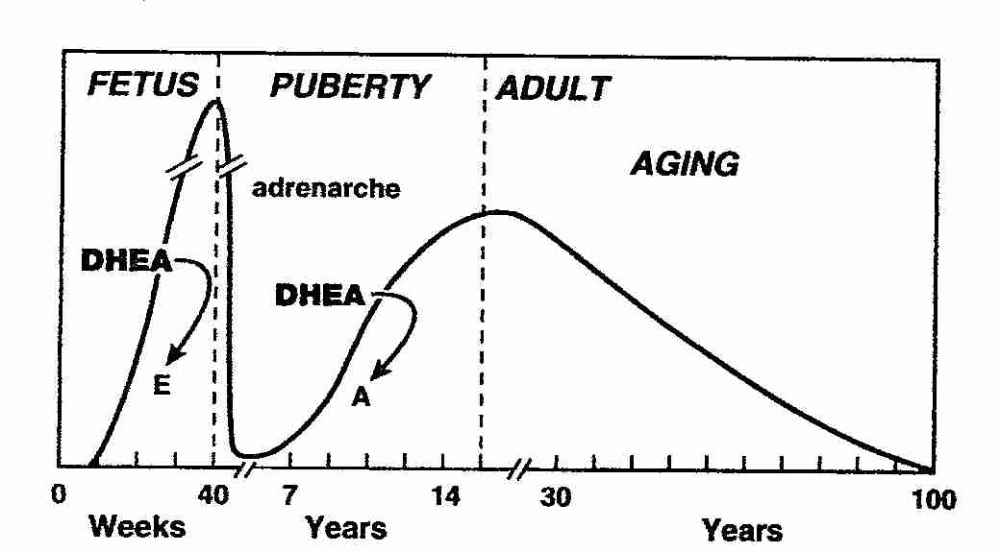 FETUS PUBERTY ADULT
AGING
adrenarche
DHEA
DHEA
E
A
0 40 7 14 30 100
Weeks Years Years